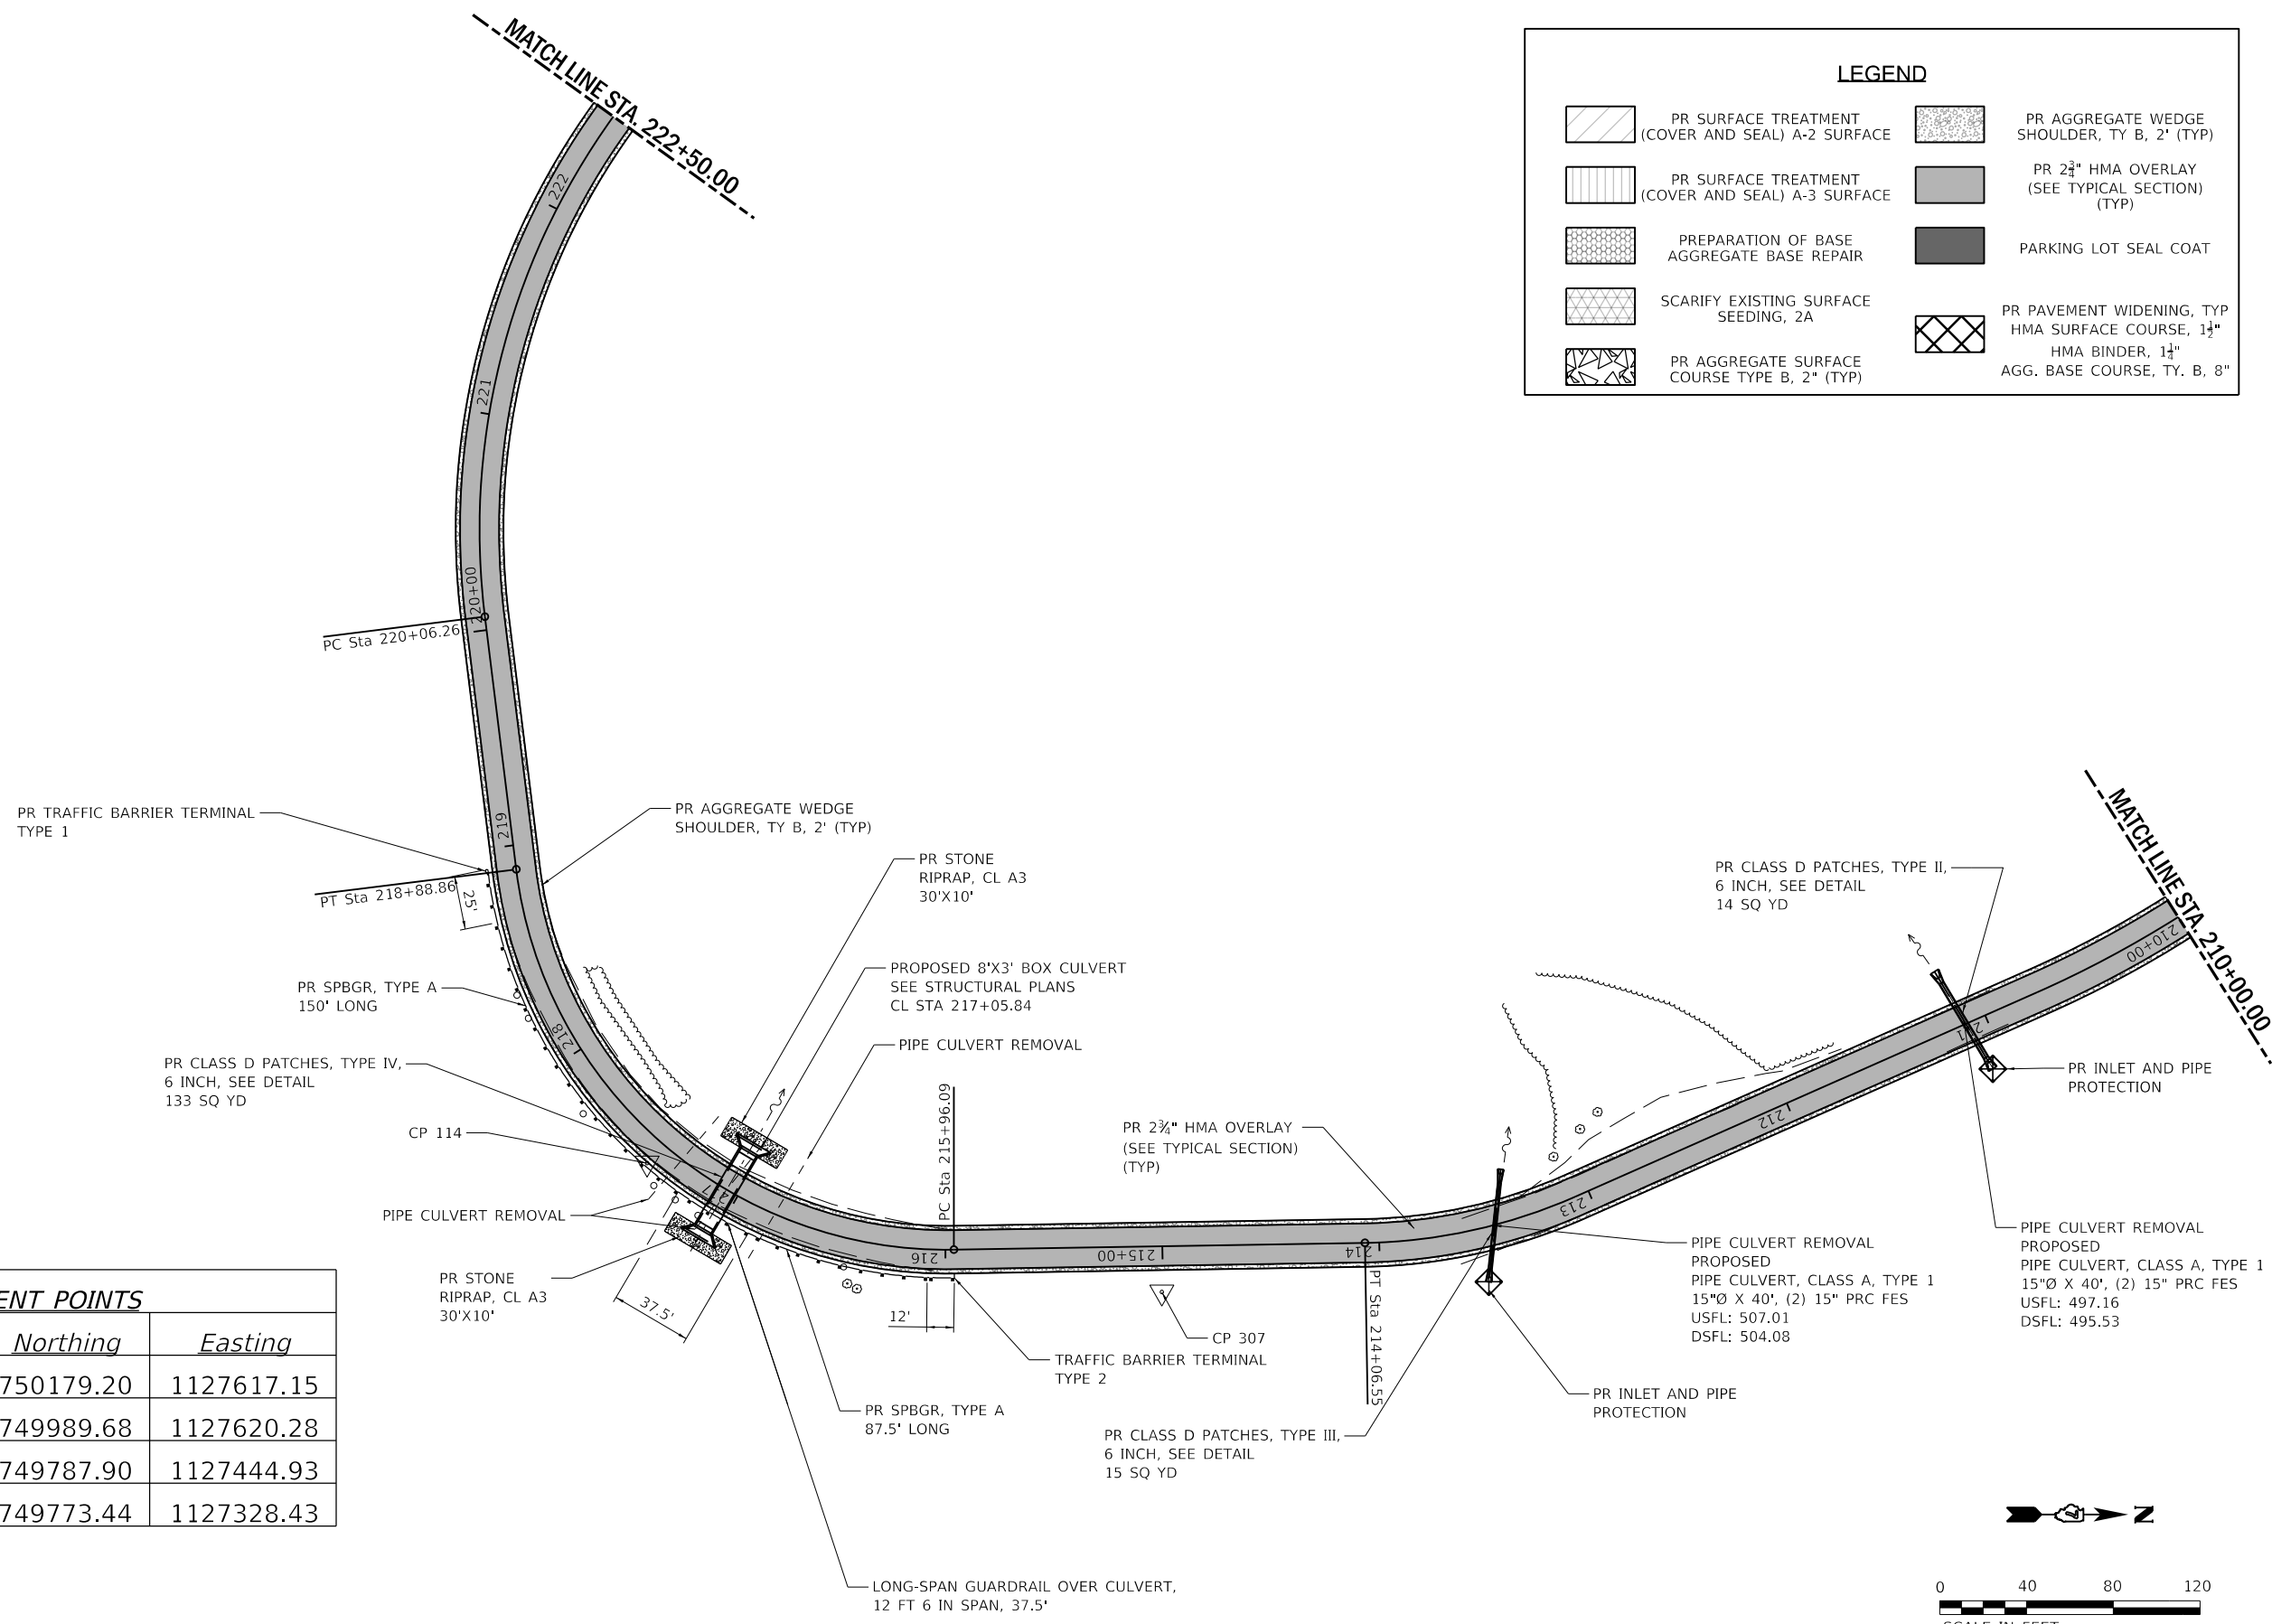 MATCH LINE STA. 222+50.00
LEGEND
PR SURFACE TREATMENT
(COVER AND SEAL) A-2 SURFACE
PR SURFACE TREATMENT
(COVER AND SEAL) A-3 SURFACE
PREPARATION OF BASE
AGGREGATE BASE REPAIR
SCARIFY EXISTING SURFACE
SEEDING, 2A
PR AGGREGATE SURFACE
COURSE TYPE B, 2" (TYP)
PR AGGREGATE WEDGE
SHOULDER, TY B, 2' (TYP)
PR 2¾" HMA OVERLAY
(SEE TYPICAL SECTION)
(TYP)
PARKING LOT SEAL COAT
PR PAVEMENT WIDENING, TYP
HMA SURFACE COURSE, 1½"
HMA BINDER, 1¼"
AGG. BASE COURSE, TY. B, 8"
222
221
220+00
PC Sta 220+06.26
219
PR TRAFFIC BARRIER TERMINAL
TYPE 1
PR AGGREGATE WEDGE
SHOULDER, TY B, 2' (TYP)
PT Sta 218+88.86
25'
PR STONE
RIPRAP, CL A3
30'X10'
PR SPBGR, TYPE A
150' LONG
218
PROPOSED 8'X3' BOX CULVERT
SEE STRUCTURAL PLANS
CL STA 217+05.84
PIPE CULVERT REMOVAL
PR CLASS D PATCHES, TYPE IV,
6 INCH, SEE DETAIL
133 SQ YD
CP 114
217
PIPE CULVERT REMOVAL
PR STONE
RIPRAP, CL A3
30'X10'
37.5'
PC Sta 215+96.09
216
12'
215+00
214
PT Sta 214+06.55
PR 2¾" HMA OVERLAY
(SEE TYPICAL SECTION)
(TYP)
CP 307
TRAFFIC BARRIER TERMINAL
TYPE 2
PR SPBGR, TYPE A
87.5' LONG
LONG-SPAN GUARDRAIL OVER CULVERT,
12 FT 6 IN SPAN, 37.5'
PR CLASS D PATCHES, TYPE III,
6 INCH, SEE DETAIL
15 SQ YD
213
212
211
210+00
MATCH LINE STA. 210+00.00
PR CLASS D PATCHES, TYPE II,
6 INCH, SEE DETAIL
14 SQ YD
PR INLET AND PIPE
PROTECTION
PIPE CULVERT REMOVAL
PROPOSED
PIPE CULVERT, CLASS A, TYPE 1
15"Ø X 40', (2) 15" PRC FES
USFL: 507.01
DSFL: 504.08
PIPE CULVERT REMOVAL
PROPOSED
PIPE CULVERT, CLASS A, TYPE 1
15"Ø X 40', (2) 15" PRC FES
USFL: 497.16
DSFL: 495.53
PR INLET AND PIPE
PROTECTION
ENT POINTS
Northing Easting
750179.20 1127617.15
749989.68 1127620.28
749787.90 1127444.93
749773.44 1127328.43
N
0 40 80 120
SCALE IN FEET